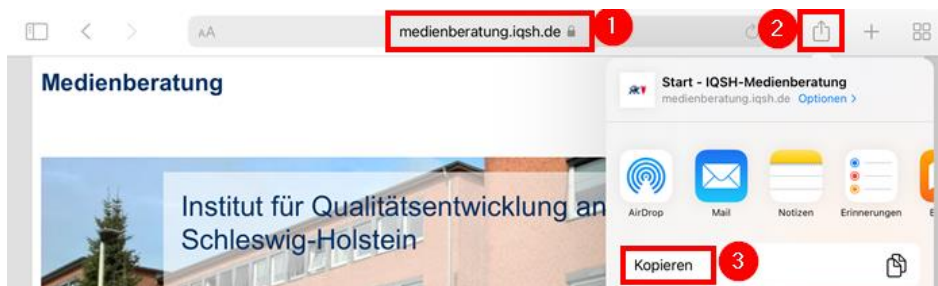 AA
medienberatung.iqsh.de
1
2
Medienberatung
Start - IQSH-Medienberatung
medienberatung.iqsh.de Optionen >
Institut für Qualitätsentwicklung an
Schleswig-Holstein
AirDrop
Mail
Notizen
Erinnerungen
Kopieren
3